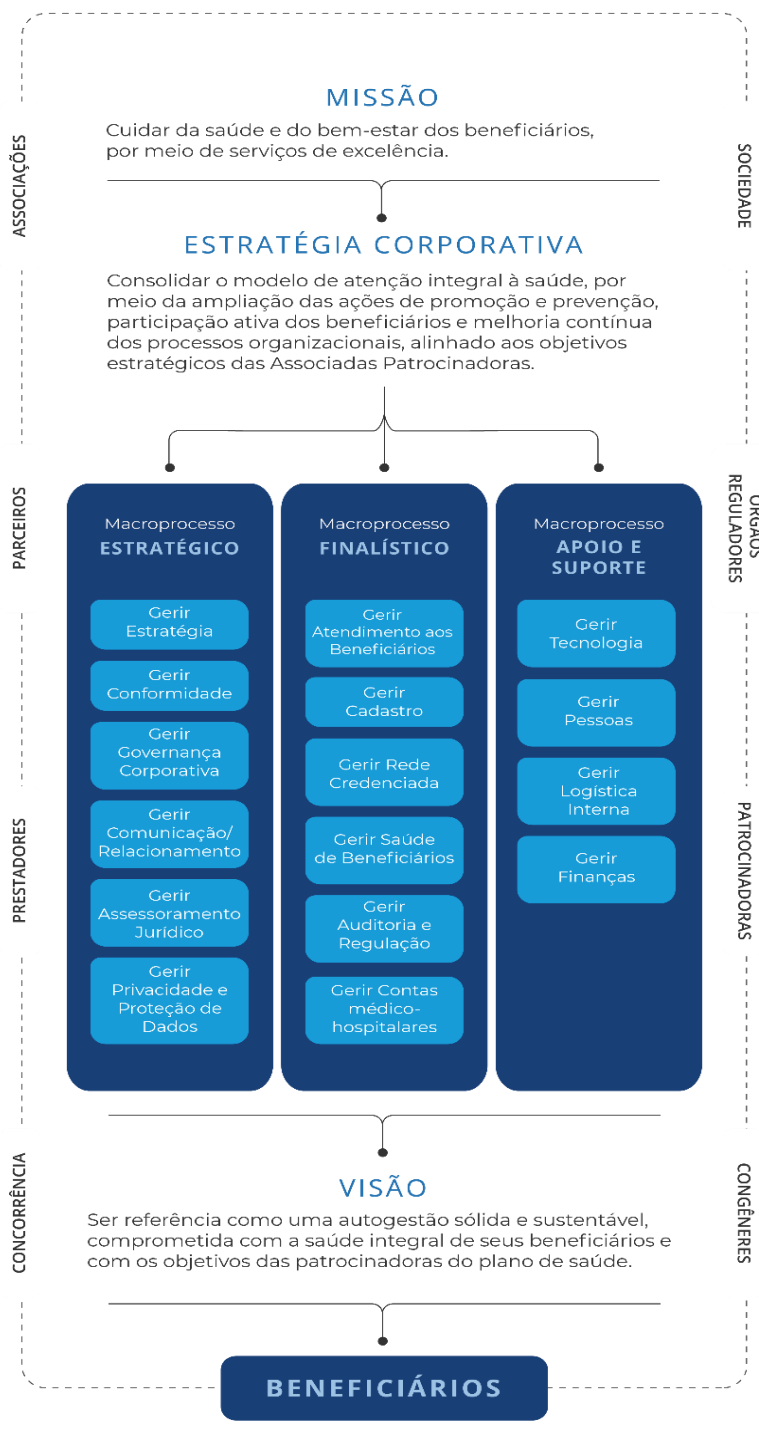 MISSÃO
Cuidar da saúde e do bem-estar dos beneficiários,
por meio de serviços de excelência.
ASSOCIAÇÕES
SOCIEDADE
ESTRATÉGIA CORPORATIVA
Consolidar o modelo de atenção integral à saúde, por
meio da ampliação das ações de promoção e prevenção,
participação ativa dos beneficiários e melhoria contínua
dos processos organizacionais, alinhado aos objetivos
estratégicos das Associadas Patrocinadoras.
PARCEIROS
ÓRGÃOS
REGULADORES
Macroprocesso
ESTRATÉGICO
Gerir
Estratégia
Gerir
Conformidade
Gerir
Governança
Corporativa
Gerir
Comunicação/
Relacionamento
Gerir
Assessoramento
Jurídico
Gerir
Privacidade e
Proteção de
Dados
Macroprocesso
FINALÍSTICO
Gerir
Atendimento aos
Beneficiários
Gerir
Cadastro
Gerir Rede
Credenciada
Gerir Saúde
de Beneficiários
Gerir
Auditoria e
Regulação
Gerir Contas
médico-
hospitalares
Macroprocesso
APOIO E
SUPORTE
Gerir
Tecnologia
Gerir
Pessoas
Gerir
Logística
Interna
Gerir
Finanças
PRESTADORES
PATROCINADORAS
CONCORRÊNCIA
CONGÊNERES
VISÃO
Ser referência como uma autogestão sólida e sustentável,
comprometida com a saúde integral de seus beneficiários e
com os objetivos das patrocinadoras do plano de saúde.
BENEFICIÁRIOS